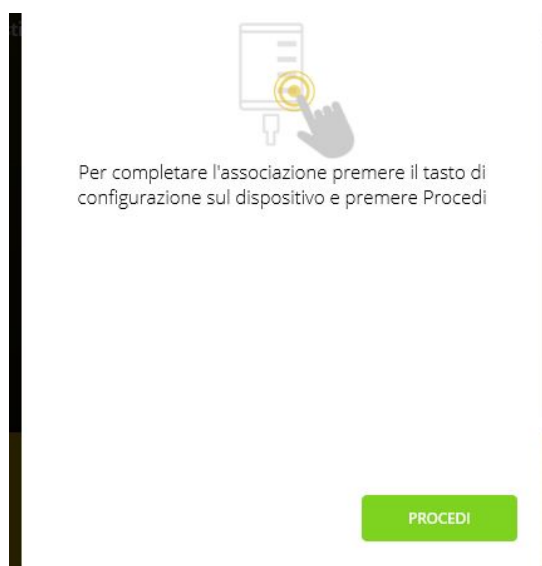 Per completare l'associazione premere il tasto di
configurazione sul dispositivo e premere Procedi
PROCEDI